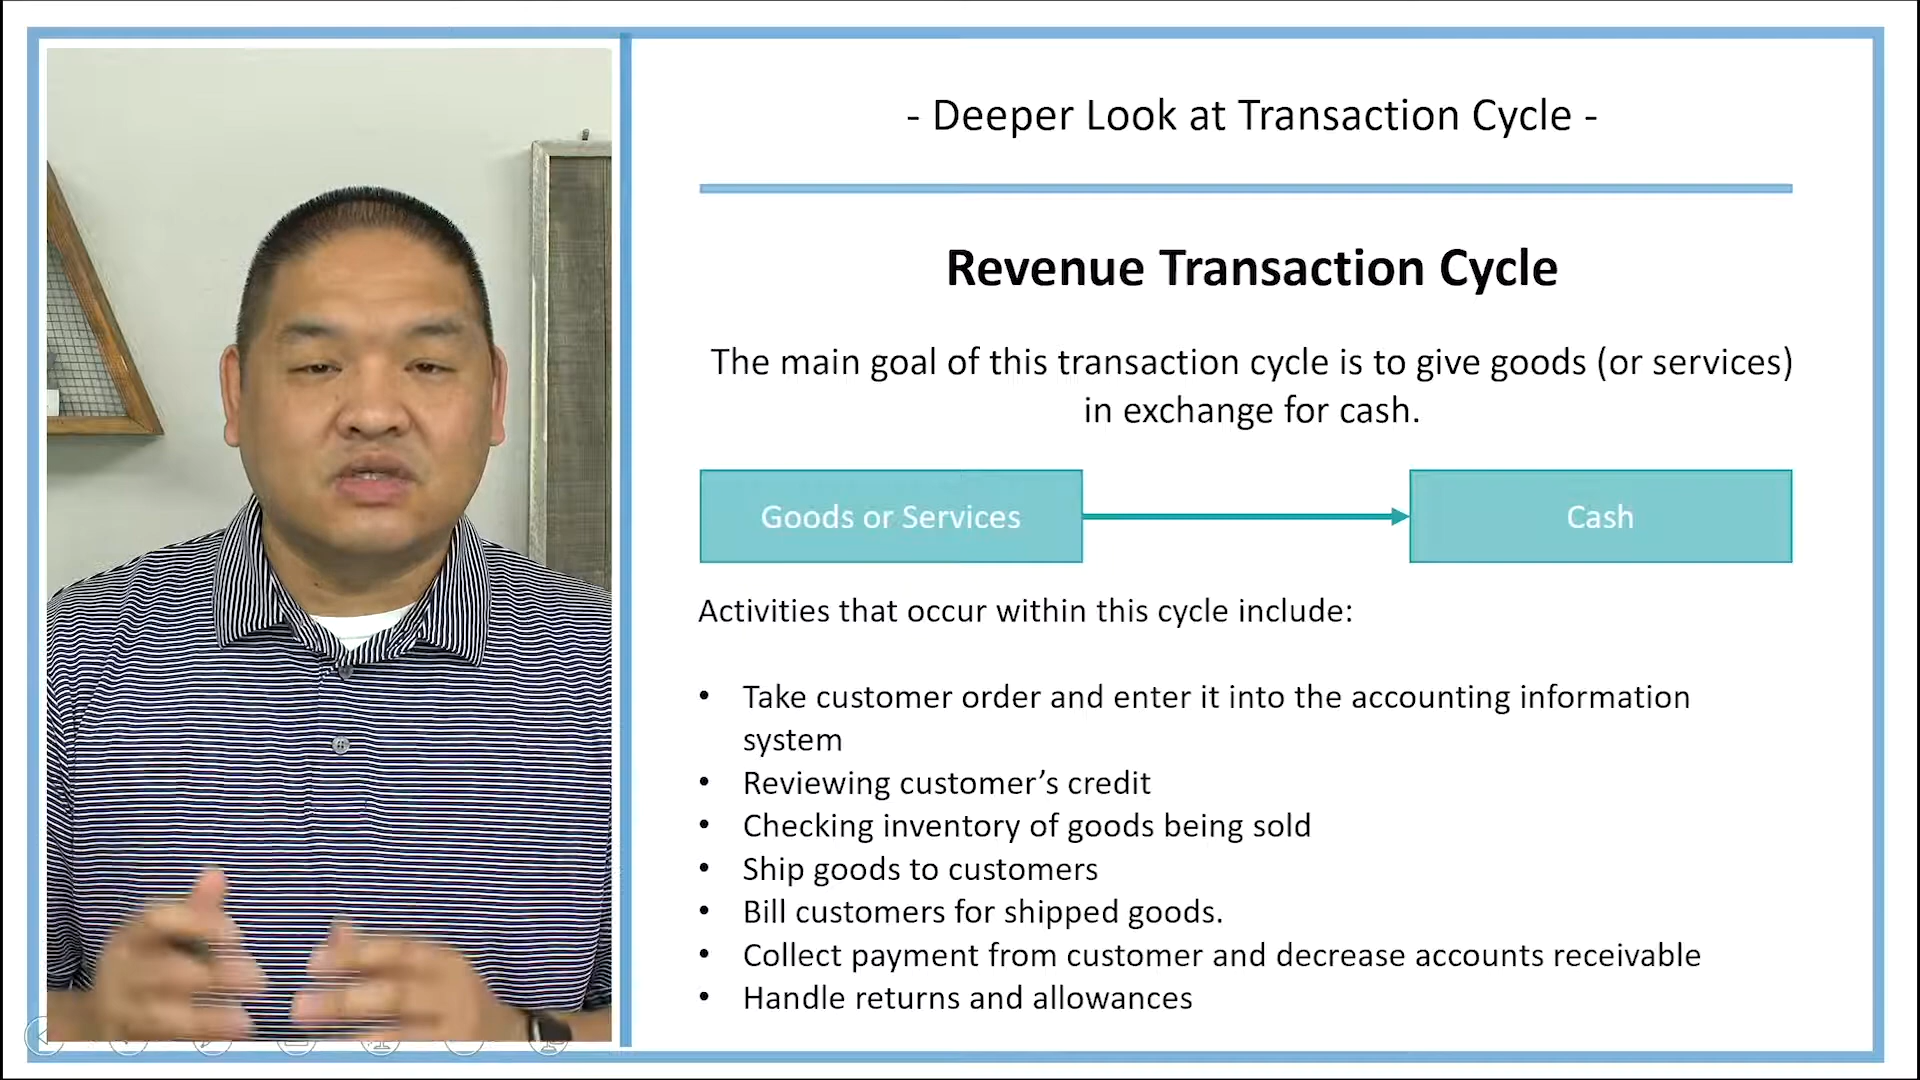 - Deeper Look at Transaction Cycle -
Revenue Transaction Cycle
The main goal of this transaction cycle is to give goods (or services)
in exchange for cash.
Goods or Services
Cash
Activities that occur within this cycle include:
• Take customer order and enter it into the accounting information
system
• Reviewing customer’s credit
• Checking inventory of goods being sold
• Ship goods to customers
• Bill customers for shipped goods.
• Collect payment from customer and decrease accounts receivable
• Handle returns and allowances